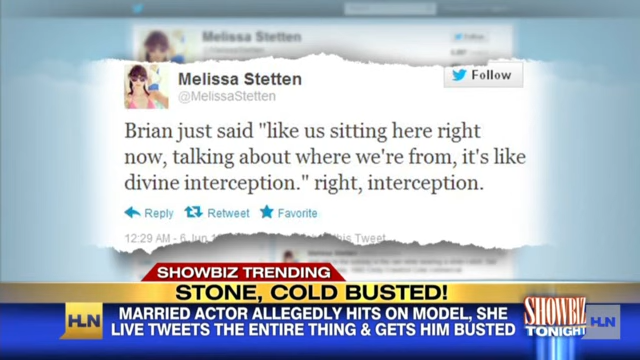 Melissa Stetten
Melissa Stetten
@MelissaStetten
Follow
Brian just said "like us sitting here right
now, talking about where we're from, it's like
divine interception." right, interception.
Reply Retweet Favorite
12:29 AM - 6 Jun this Tweet
SHOWBIZ TRENDING
STONE, COLD BUSTED!
HLN
MARRIED ACTOR ALLEGEDLY HITS ON MODEL, SHE
LIVE TWEETS THE ENTIRE THING & GETS HIM BUSTED
SHOWBIZ
TONIGHT
HLN